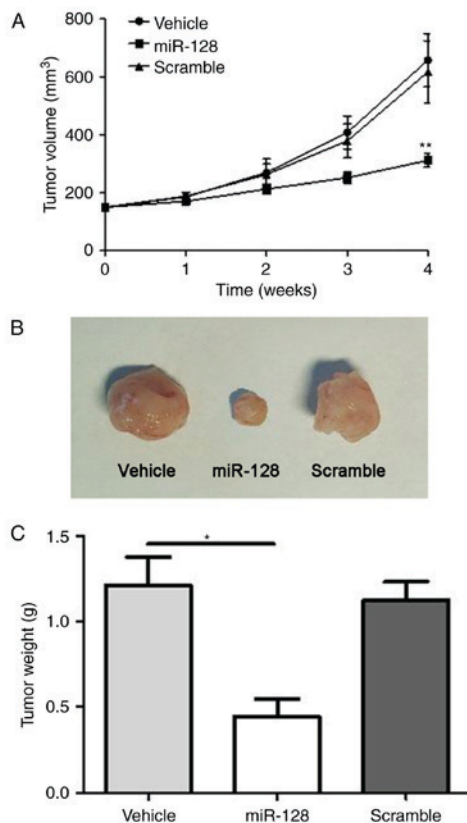 A
Vehicle
miR-128
Scramble
Tumor volume (mm³)
800
600
400
200
0
**
0 1 2 3 4
Time (weeks)
B
Vehicle miR-128 Scramble
C
Tumor weight (g)
1.5
1.0
0.5
0.0
*
Vehicle miR-128 Scramble